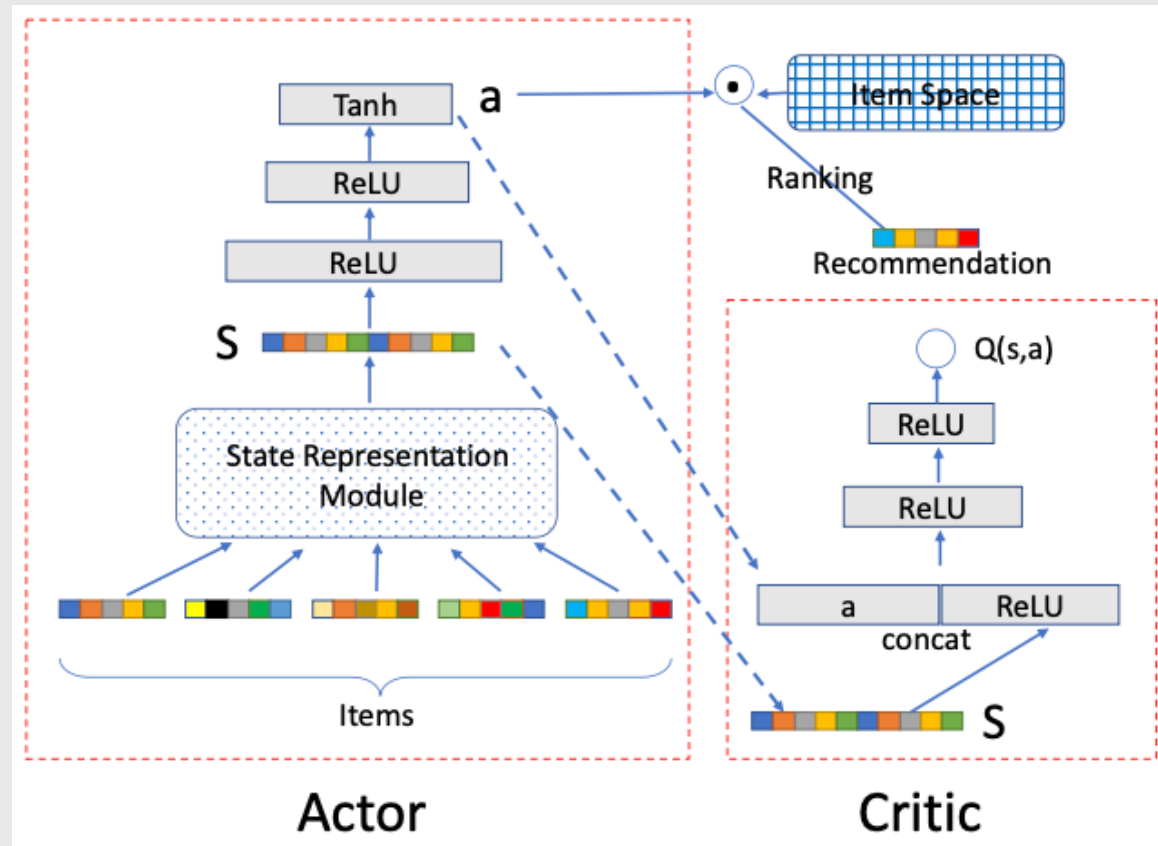 Tanh
a
Item Space
ReLU
Ranking
ReLU
Recommendation
S
Q(s,a)
State Representation
Module
ReLU
ReLU
a
ReLU
concat
Items
S
Actor
Critic